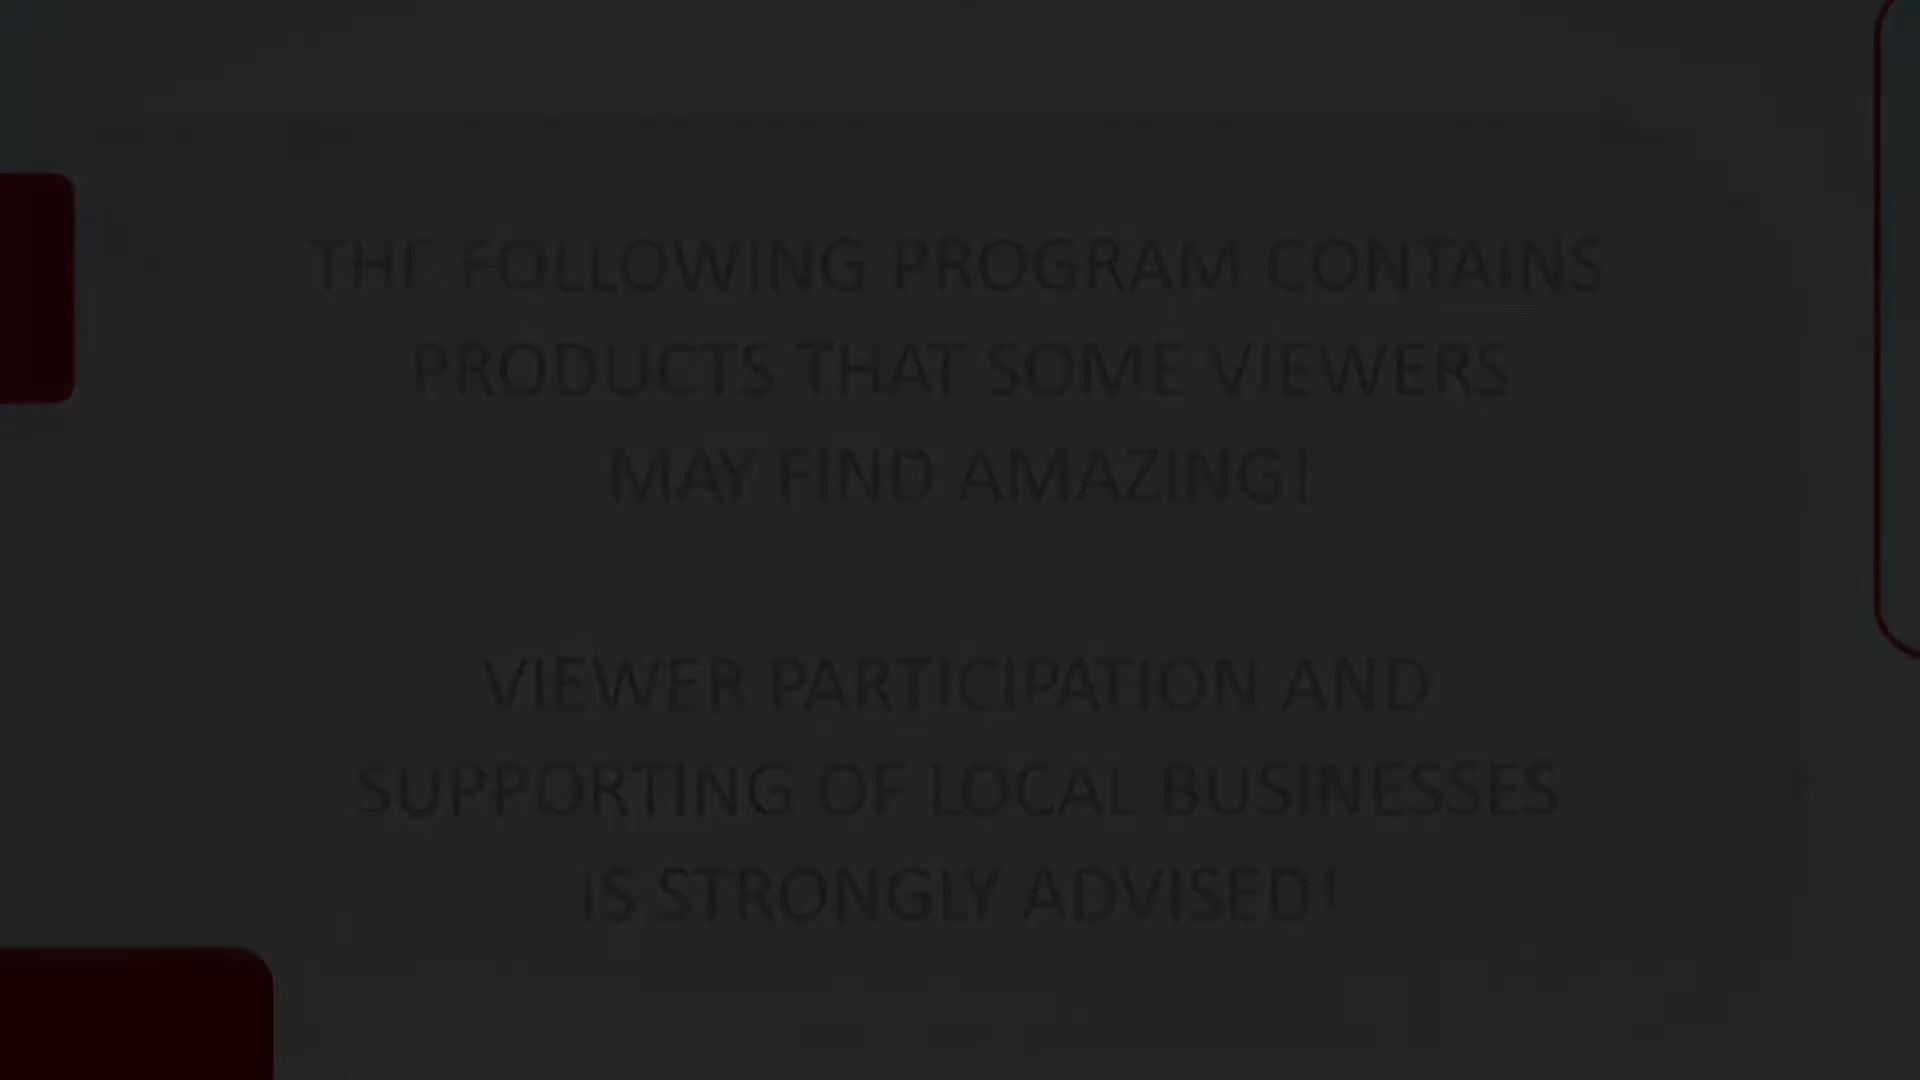 THE FOLLOWING PROGRAM CONTAINS
PRODUCTS THAT SOME VIEWERS
MAY FIND AMAZING!
VIEWER PARTICIPATION AND
SUPPORTING OF LOCAL BUSINESSES
IS STRONGLY ADVISED!